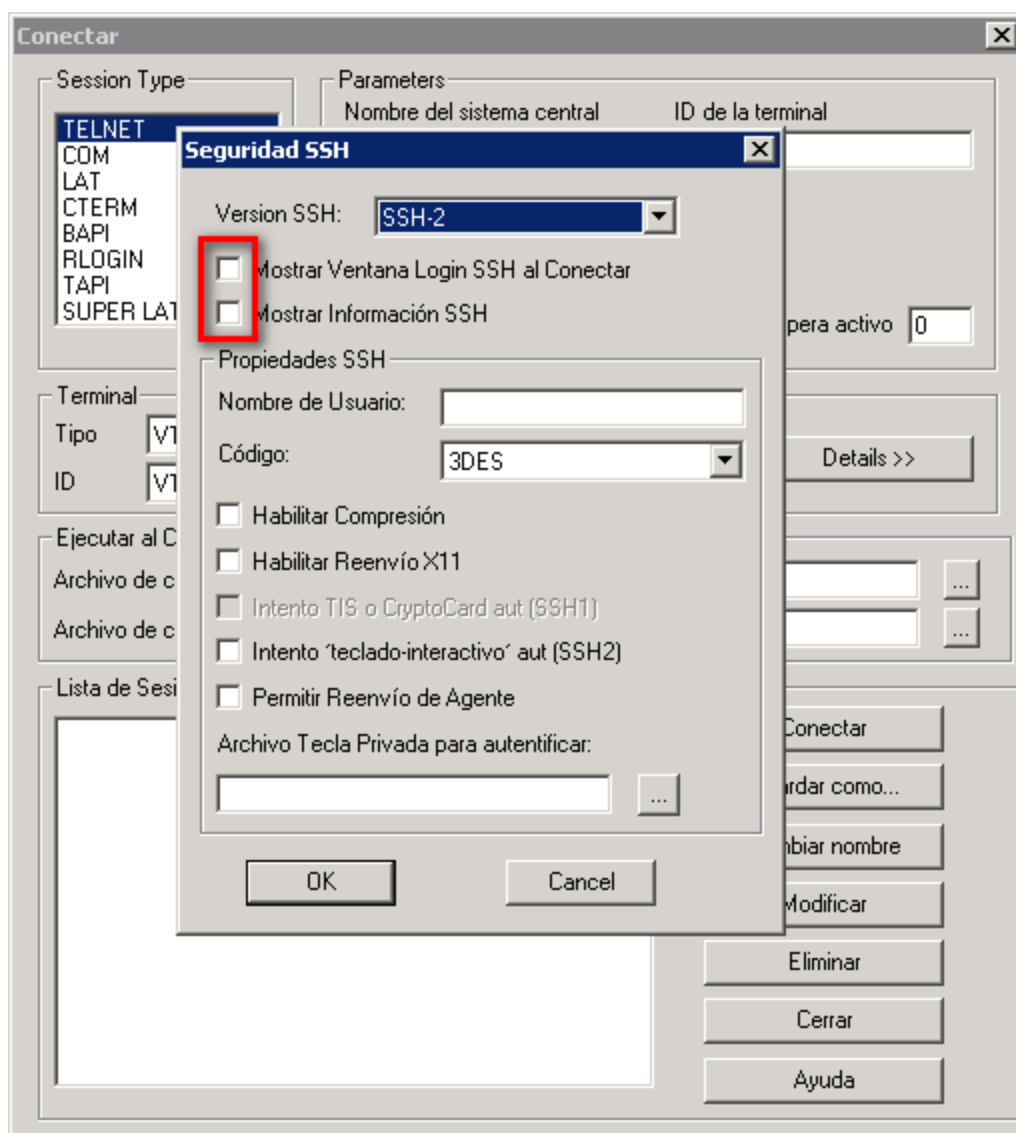 Conectar
Session Type
Parameters
Nombre del sistema central
ID de la terminal
TELNET
COM
LAT
CTERM
BAPI
RLOGIN
TAPI
SUPER LAT
pera activo
0
Terminal
Tipo
VT
ID
VT
Details >>
Ejecutar al C
Archivo de c
...
Archivo de c
...
Lista de Sesi
Conectar
rdar como...
nbiar nombre
Modificar
Eliminar
Cerrar
Ayuda
Seguridad SSH
Version SSH:
SSH-2
Mostrar Ventana Login SSH al Conectar
Mostrar Información SSH
Propiedades SSH
Nombre de Usuario:
Código:
3DES
Habilitar Compresión
Habilitar Reenvío X11
Intento TIS o CryptoCard aut (SSH1)
Intento ´teclado-interactivo´ aut (SSH2)
Permitir Reenvío de Agente
Archivo Tecla Privada para autentificar:
...
OK
Cancel